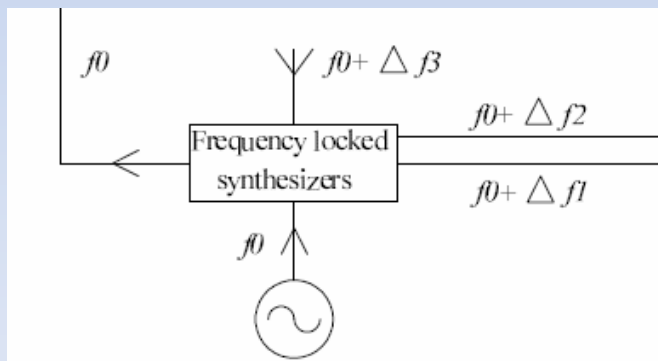 f0
f0+ △ f3
f0+ △ f2
Frequency locked
synthesizers
f0+ △ f1
f0